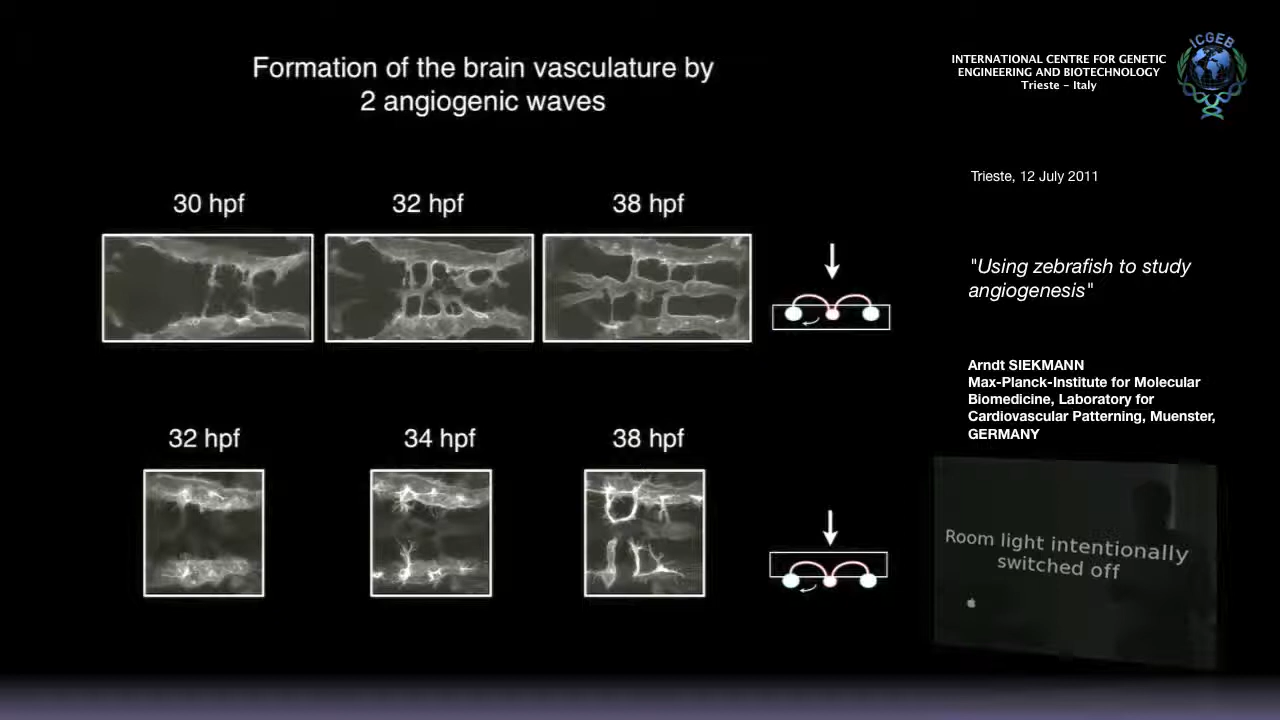 Formation of the brain vasculature by
2 angiogenic waves
30 hpf
32 hpf
38 hpf
32 hpf
34 hpf
38 hpf
ICGEB
INTERNATIONAL CENTRE FOR GENETIC
ENGINEERING AND BIOTECHNOLOGY
Trieste - Italy
Trieste, 12 July 2011
"Using zebrafish to study
angiogenesis"
Arndt SIEKMANN
Max-Planck-Institute for Molecular
Biomedicine, Laboratory for
Cardiovascular Patterning, Muenster,
GERMANY
Room light intentionally
switched off